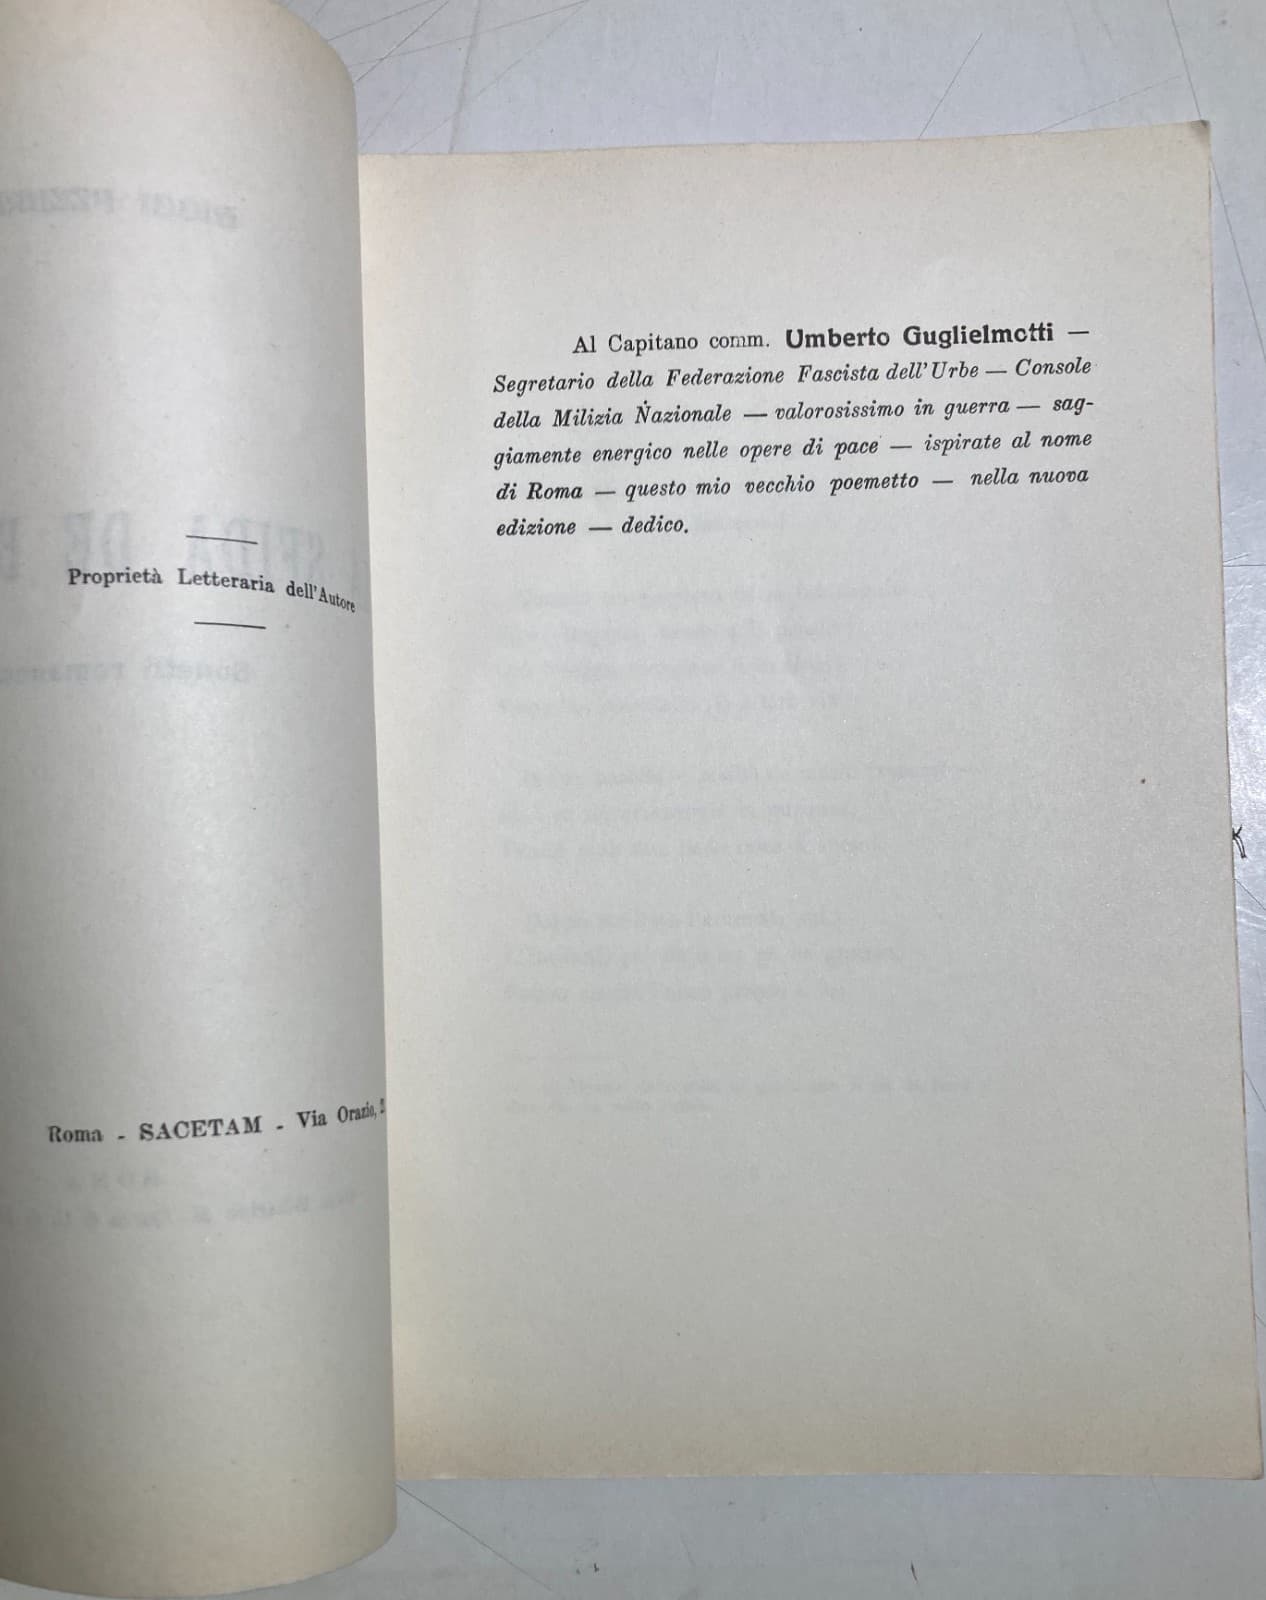 Proprietà Letteraria dell'Autore
Roma - SACETAM - Via Orazio,
Al Capitano comm. Umberto Guglielmotti —
Segretario della Federazione Fascista dell'Urbe — Console
della Milizia Nazionale — valorosissimo in guerra — sag-
giamente energico nelle opere di pace — ispirate al nome
di Roma — questo mio vecchio poemetto — nella nuova
edizione — dedico.